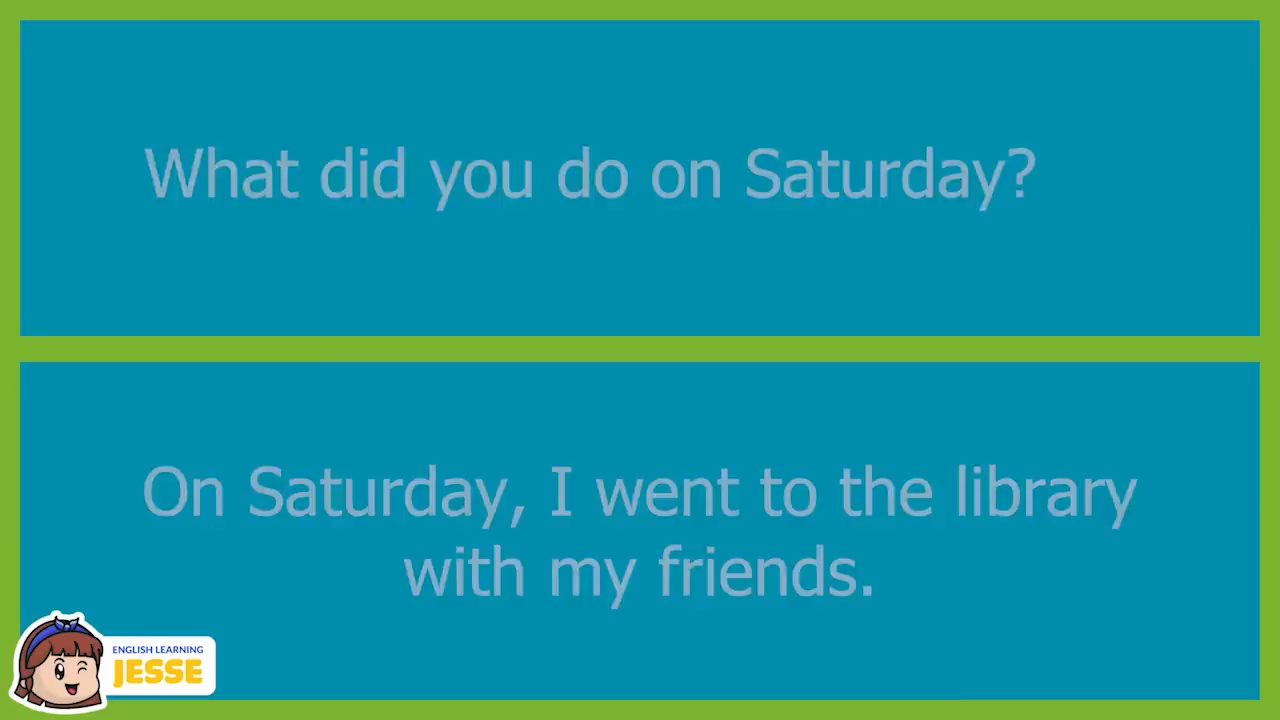 What did you do on Saturday?
On Saturday, I went to the library
with my friends.
ENGLISH LEARNING
JESSE